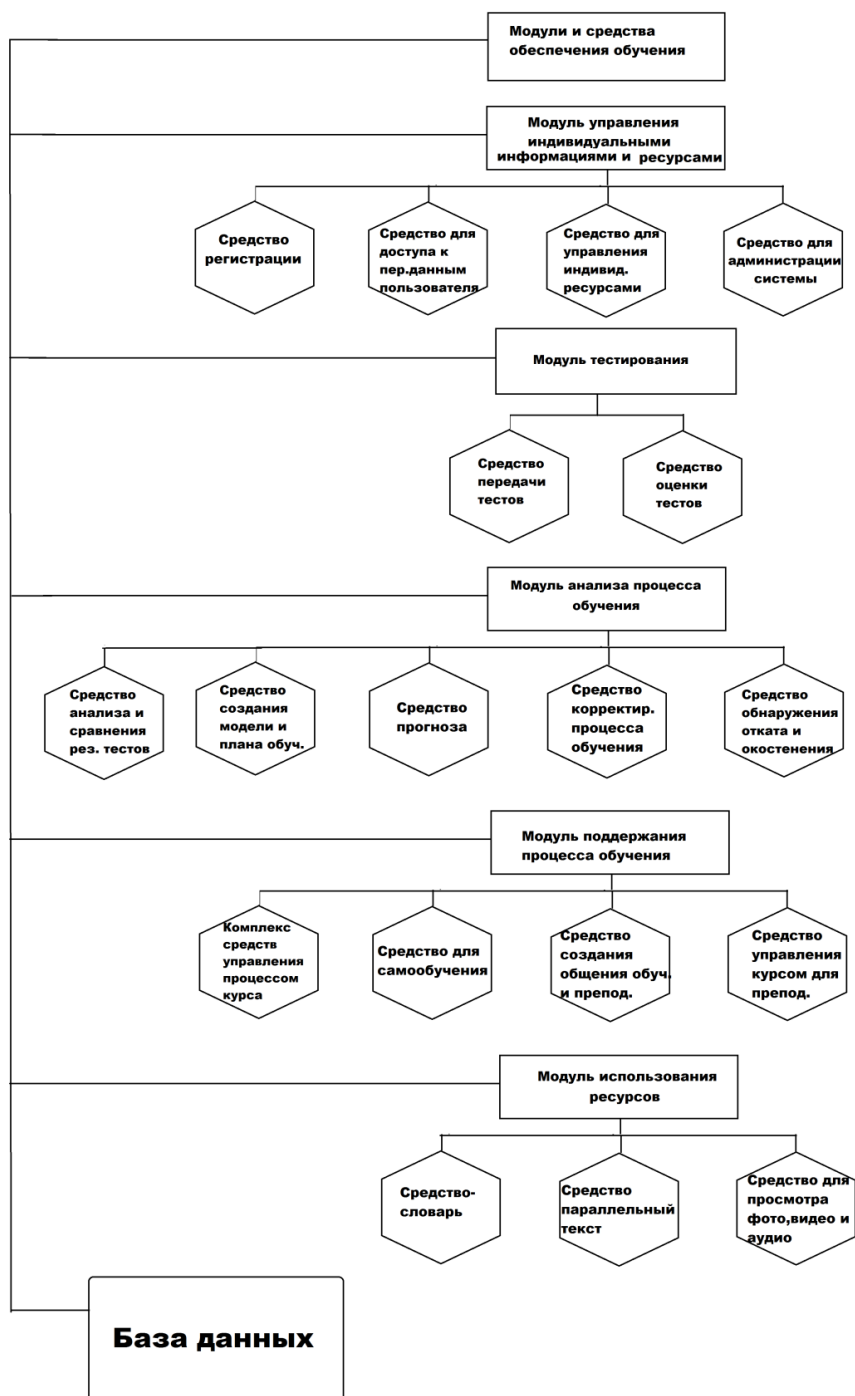 Модули и средства
обеспечения обучения
Модуль управления
индивидуальными
информациями и ресурсами
Средство
регистрации
Средство для
доступа к
пер.данным
пользователя
Средство для
управления
индивид.
ресурсами
Средство для
администрации
системы
Модуль тестирования
Средство
передачи
тестов
Средство
оценки
тестов
Модуль анализа процесса
обучения
Средство
анализа и
сравнения
рез. тестов
Средство
создания
модели и
плана обуч.
Средство
прогноза
Средство
корректир.
процесса
обучения
Средство
обнаружения
отката и
окостенения
Модуль поддержания
процесса обучения
Комплекс
средств
управления
процессом
курса
Средство для
самообучения
Средство
создания
общения обуч.
и препод.
Средство
управления
курсом для
препод.
Модуль использования
ресурсов
Средство-
словарь
Средство
параллельный
текст
Средство для
просмотра
фото,видео и
аудио
База данных